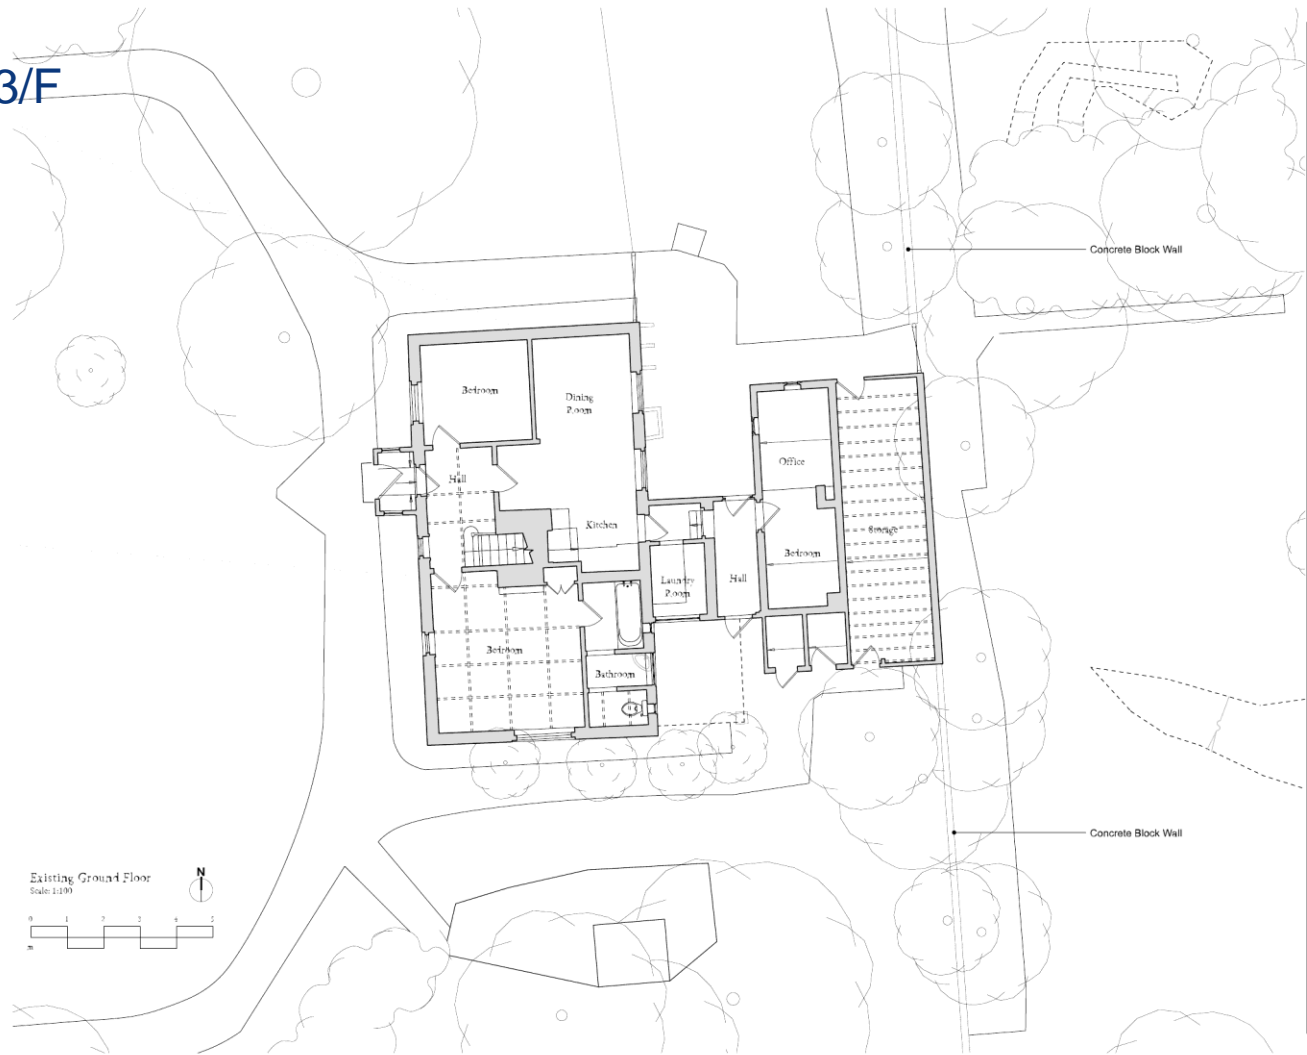 3/F
Concrete Block Wall
Bedroom
Dining
Room
Office
Hall
Kitchen
Storage
Bedroom
Laundry
Room
Hall
Bedroom
Bathroom
Concrete Block Wall
Existing Ground Floor
Scale: 1:100
N
0 1 2 3 4 5
m